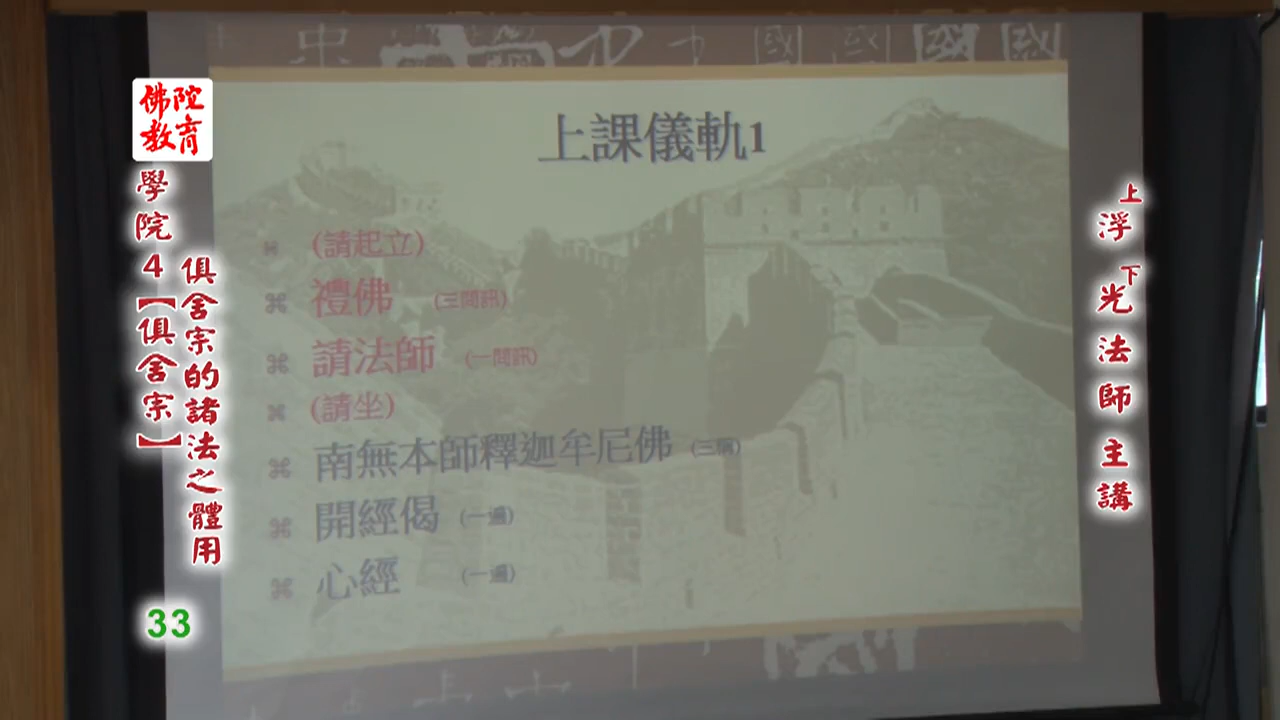 佛陀
教育
學院4【俱舍宗】
俱舍宗的諸法之體用
33
上課儀軌1
(請起立)
禮佛 (三問訊)
請法師 (一問訊)
(請坐)
南無本師釋迦牟尼佛 (三稱)
開經偈 (一遍)
心經 (一遍)
上浮下光法師主講